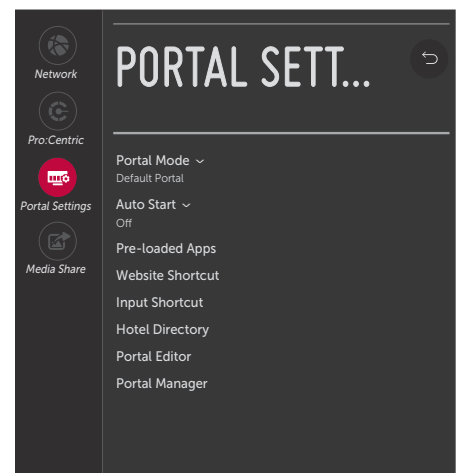 Network
Pro:Centric
Portal Settings
Media Share
PORTAL SETT...
Portal Mode
Default Portal
Auto Start
Off
Pre-loaded Apps
Website Shortcut
Input Shortcut
Hotel Directory
Portal Editor
Portal Manager